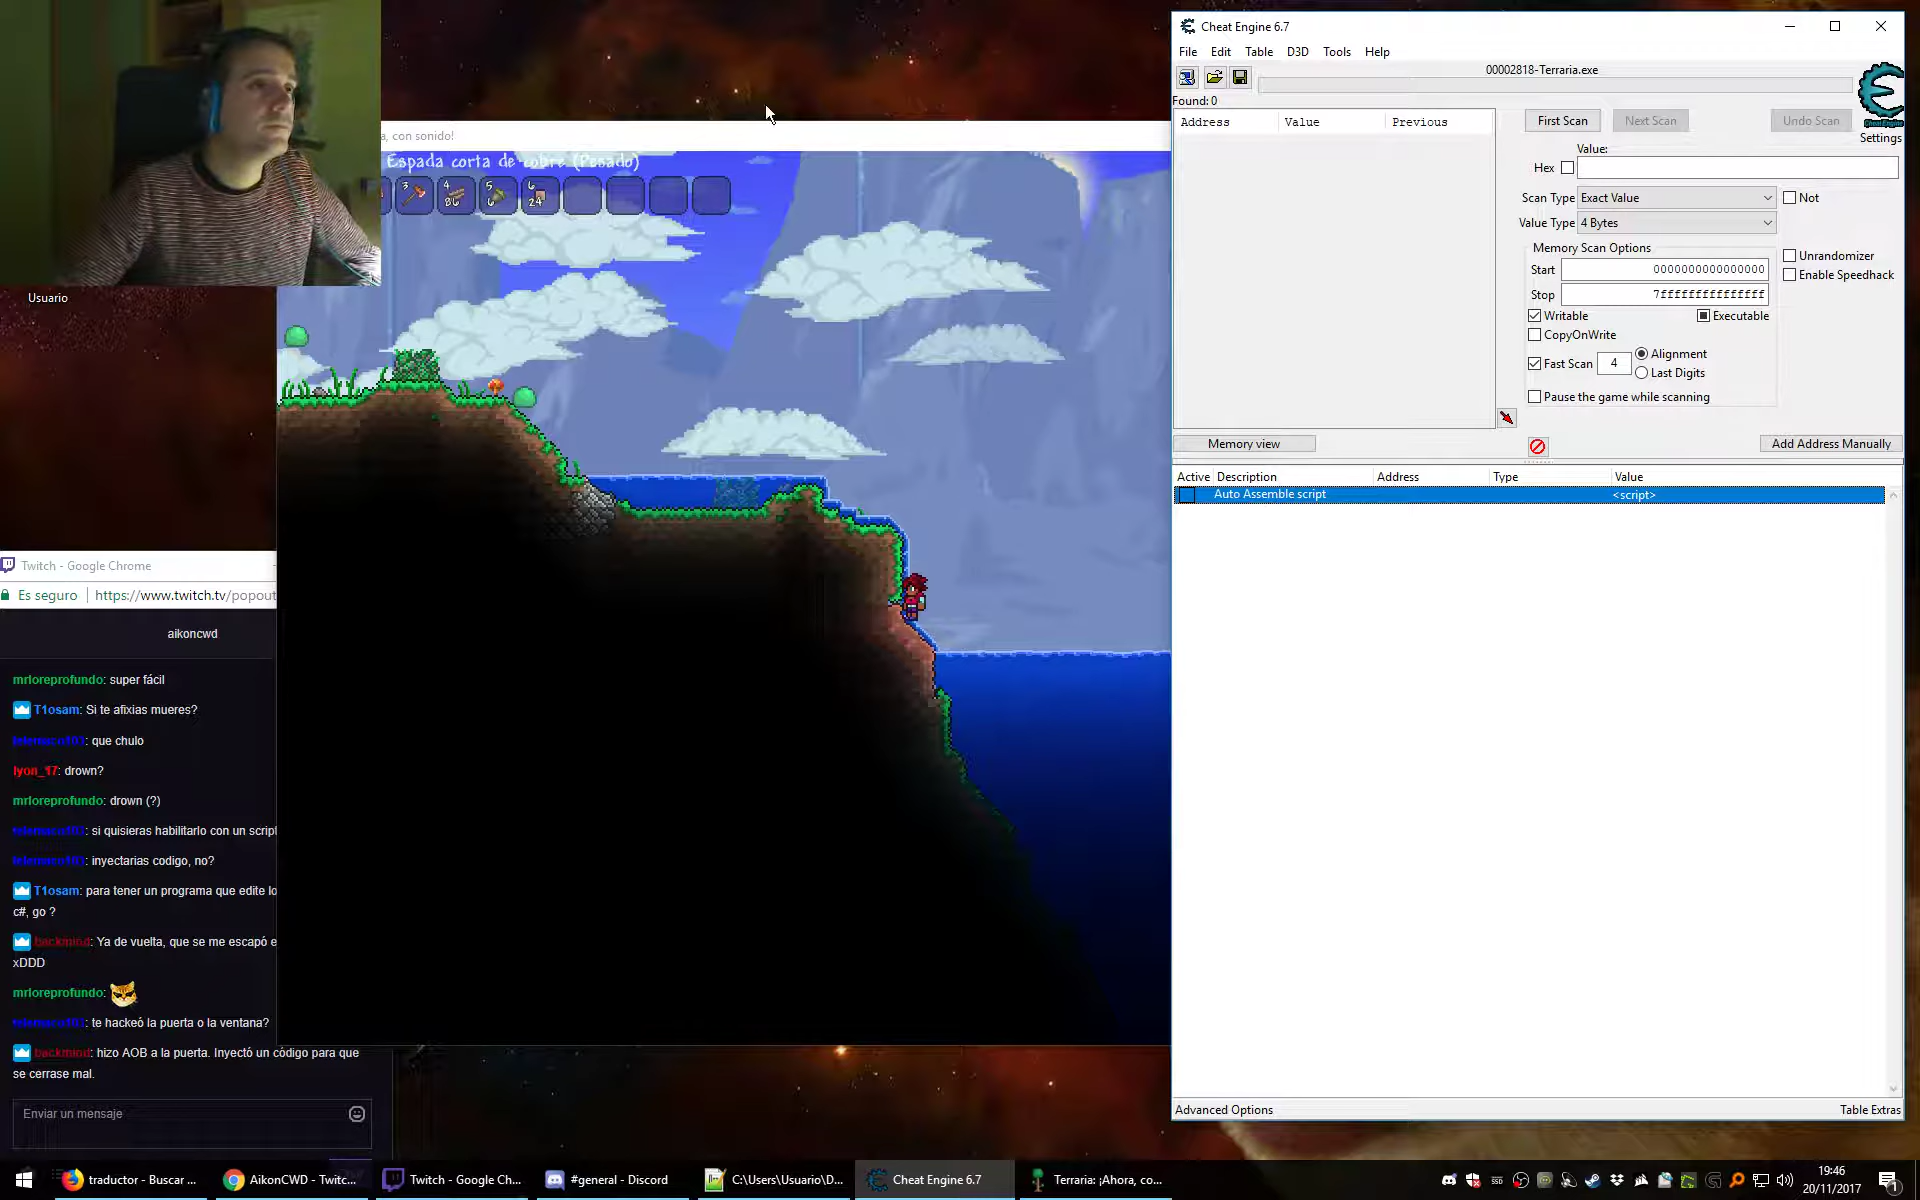 Cheat Engine 6.7
File Edit Table D3D Tools Help
00002818-Terraria.exe
Found: 0
Address Value Previous
First Scan Next Scan Undo Scan
Settings
Value:
Hex
Scan Type Exact Value Not
Value Type 4 Bytes
Memory Scan Options
Start 0000000000000000
Unrandomizer
Enable Speedhack
Stop 7fffffffffffffff
Writable Executable
CopyOnWrite
Fast Scan 4 Alignment
Last Digits
Pause the game while scanning
Memory view Add Address Manually
Active Description Address Type Value
Auto Assemble script <script>
Advanced Options Table Extras
a, con sonido!
Espada corta de cobre (Pesado)
3 4 5 6
86 6 24
Usuario
Twitch - Google Chrome
Es seguro https://www.twitch.tv/popout
aikoncwd
mrloreprofundo: super fácil
T1osam: Si te afixias mueres?
que chulo
lyon_17: drown?
mrloreprofundo: drown (?)
si quisieras habilitarlo con un script
inyectarias codigo, no?
T1osam: para tener un programa que edite lo
c#, go ?
backmind: Ya de vuelta, que se me escapó e
xDDD
mrloreprofundo:
te hackeó la puerta o la ventana?
backmind: hizo AOB a la puerta. Inyectó un código para que
se cerrase mal.
Enviar un mensaje
traductor - Buscar ...
AikonCWD - Twitc...
Twitch - Google Ch...
#general - Discord
C:\Users\Usuario\D...
Cheat Engine 6.7
Terraria: ¡Ahora, co...
19:46
20/11/2017